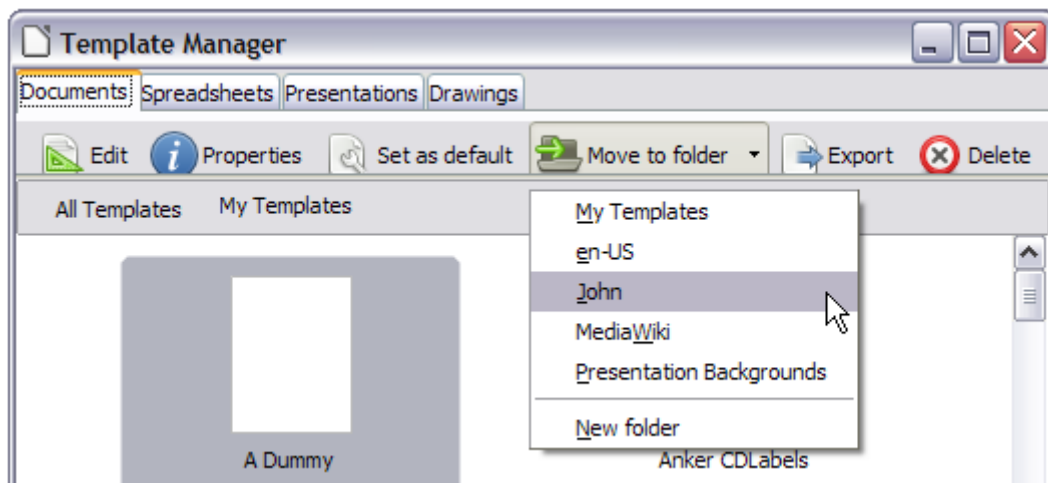 Template Manager
Documents Spreadsheets Presentations Drawings
Edit Properties Set as default Move to folder Export Delete
All Templates My Templates
My Templates
en-US
John
MediaWiki
Presentation Backgrounds
New folder
A Dummy Anker CDLabels